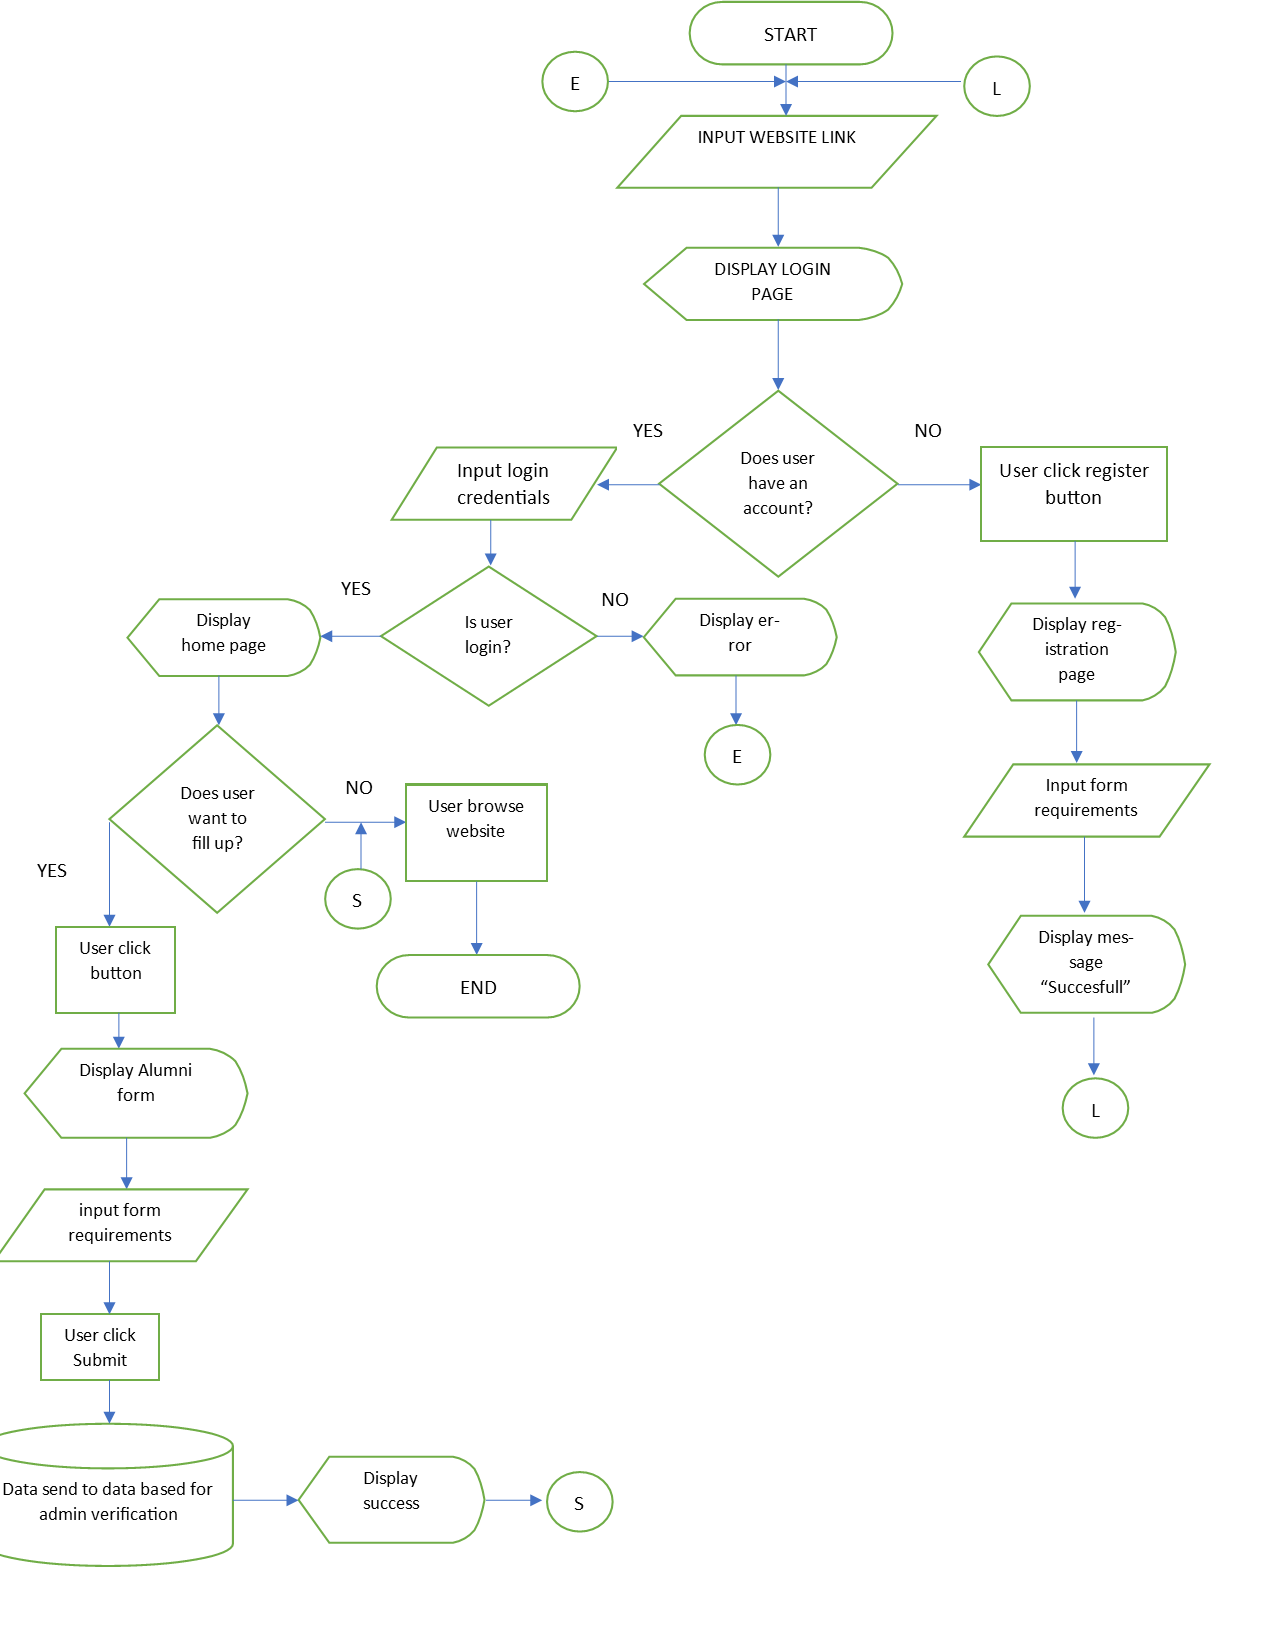 START
E
L
INPUT WEBSITE LINK
DISPLAY LOGIN
PAGE
YES
NO
Does user
have an
account?
Input login
credentials
User click register
button
YES
NO
Is user
login?
Display
home page
Display er-
ror
Display reg-
istration
page
E
Does user
want to
fill up?
NO
User browse
website
Input form
requirements
YES
S
User click
button
END
Display mes-
sage
“Succesfull”
Display Alumni
form
L
input form
requirements
User click
Submit
Data send to data based for
admin verification
Display
success
S